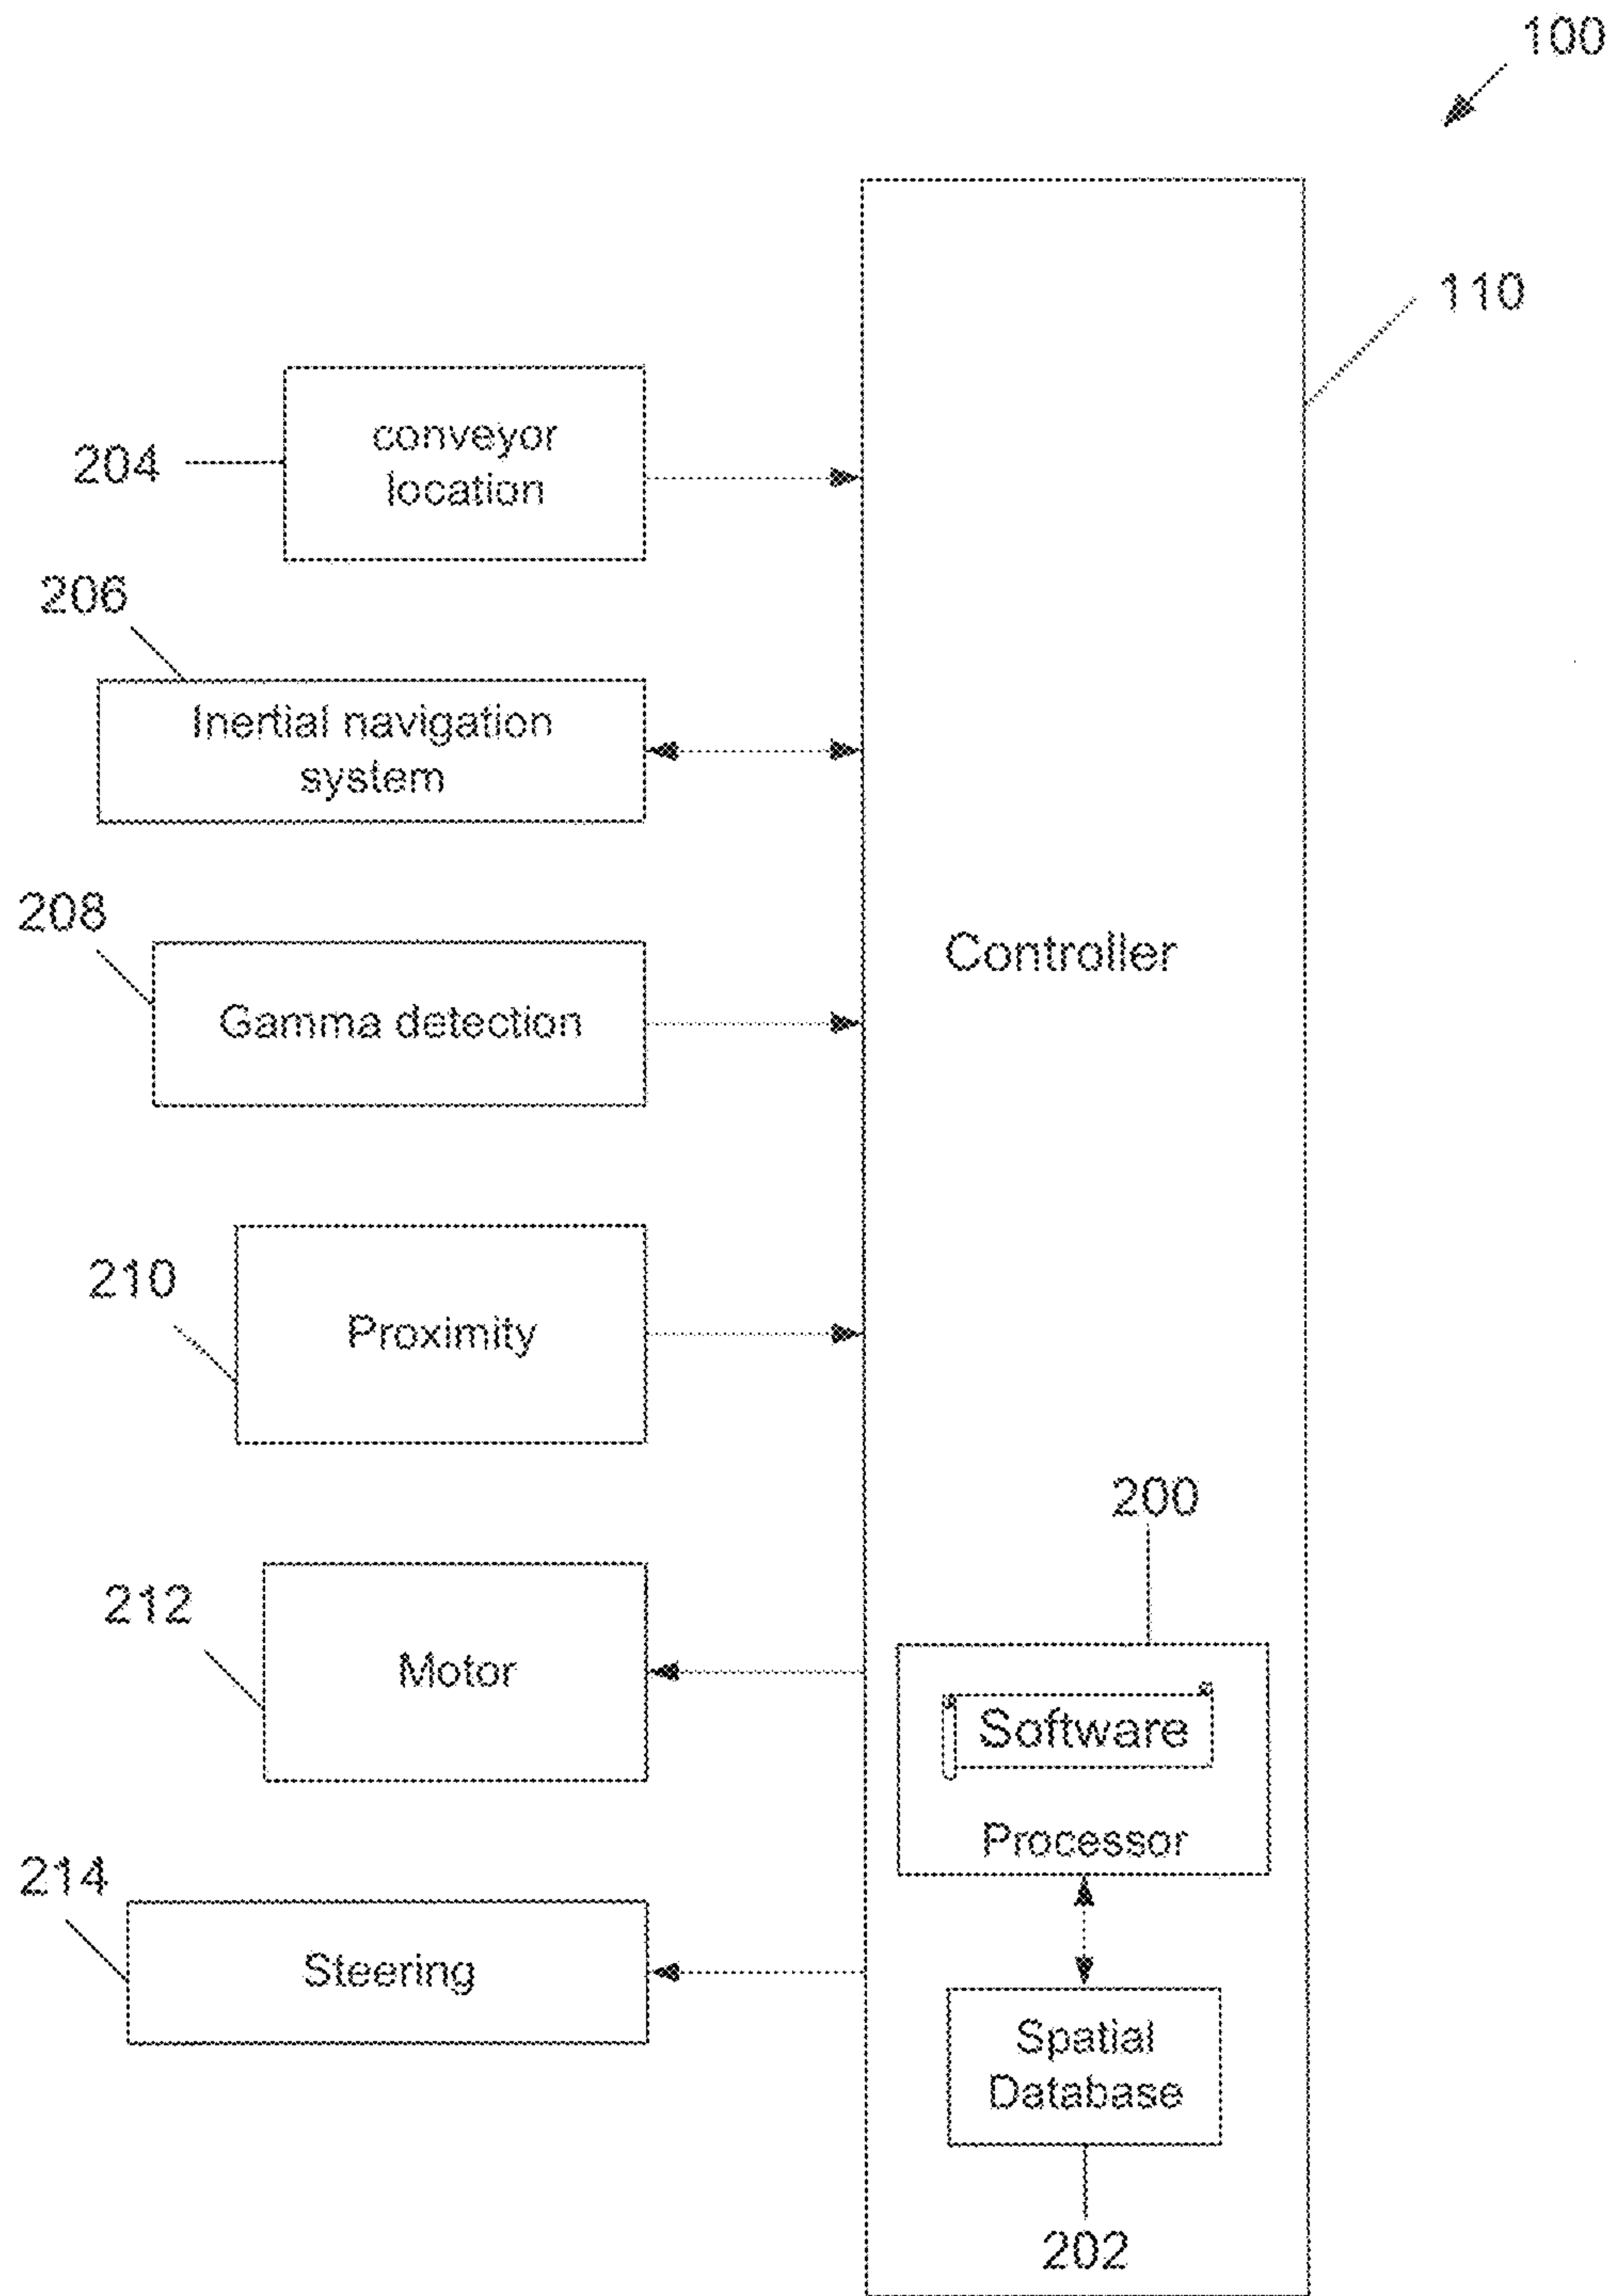 100
110
conveyor
location
204
206
Inertial navigation
system
208
Gamma detection
Controller
210
Proximity
200
212
Motor
Software
Processor
214
Steering
Spatial
Database
202